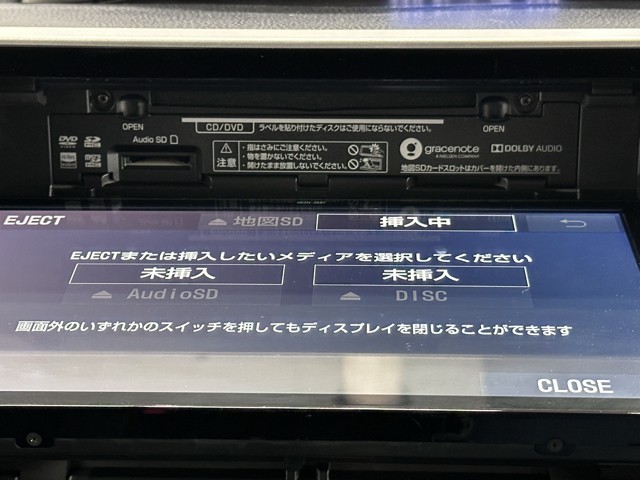 OPEN
OPEN
CD/DVD ラベルを貼り付けたディスクはご使用にならないでください。
Audio SD
DVD
gracenote
A NIELSEN COMPANY
DOLBY AUDIO
注意
・指はさみにご注意ください。
・物を置かないでください。
・開けたまま放置しないでください。
地図SDカードスロットはカバーを開けた内側にあります。
EJECT
地図SD 挿入中
EJECTまたは挿入したいメディアを選択してください
未挿入 未挿入
AudioSD DISC
画面外のいずれかのスイッチを押してもディスプレイを閉じることができます
CLOSE